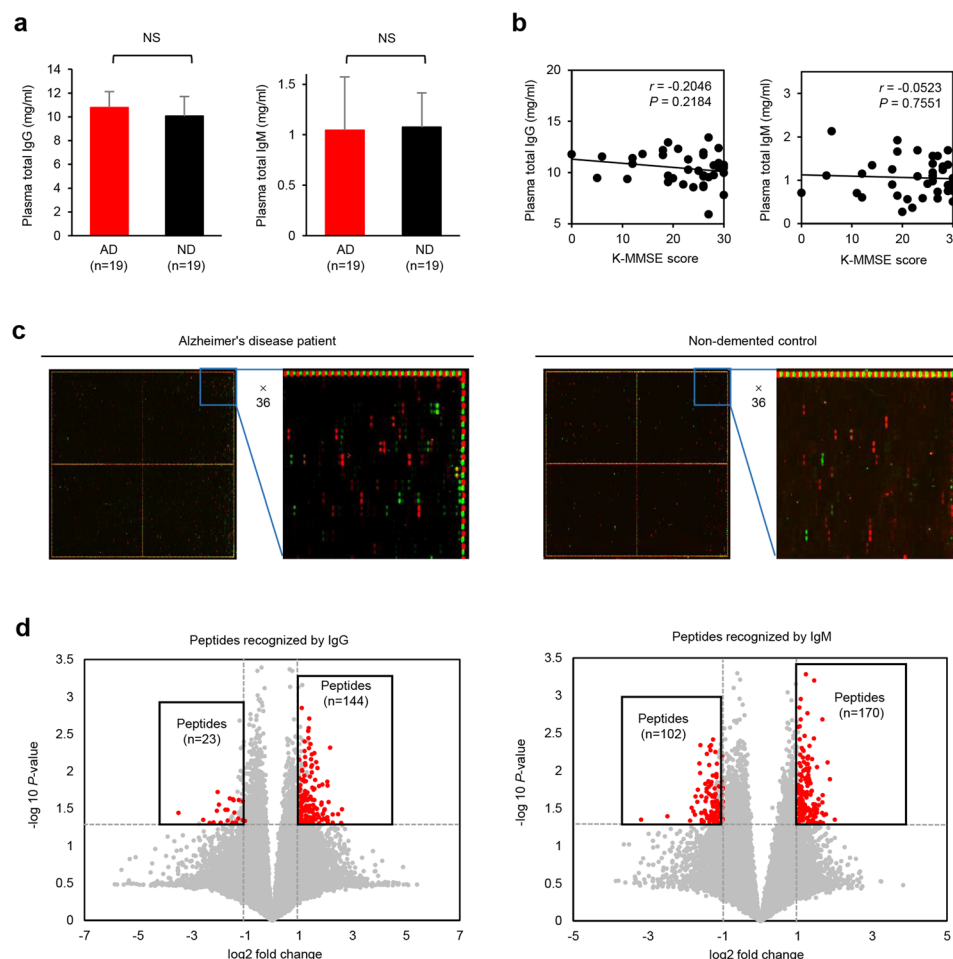 a
NS
NS
Plasma total IgG (mg/ml)
14
12
10
8
6
4
2
0
AD
(n=19)
ND
(n=19)
Plasma total IgM (mg/ml)
1.5
1
0.5
0
AD
(n=19)
ND
(n=19)
b
Plasma total IgG (mg/ml)
20
15
10
5
r = -0.2046
P = 0.2184
0 10 20 30
K-MMSE score
Plasma total IgM (mg/ml)
3
2
1
0
r = -0.0523
P = 0.7551
0 10 20 30
K-MMSE score
c
Alzheimer's disease patient
×
36
Non-demented control
×
36
d
Peptides recognized by IgG
-log 10 P-value
3.5
3
2.5
2
1.5
1
0.5
0
Peptides
(n=23)
Peptides
(n=144)
-7 -5 -3 -1 1 3 5 7
log2 fold change
Peptides recognized by IgM
3.5
3
2.5
2
1.5
1
0.5
0
Peptides
(n=102)
Peptides
(n=170)
-5 -3 -1 1 3 5
log2 fold change